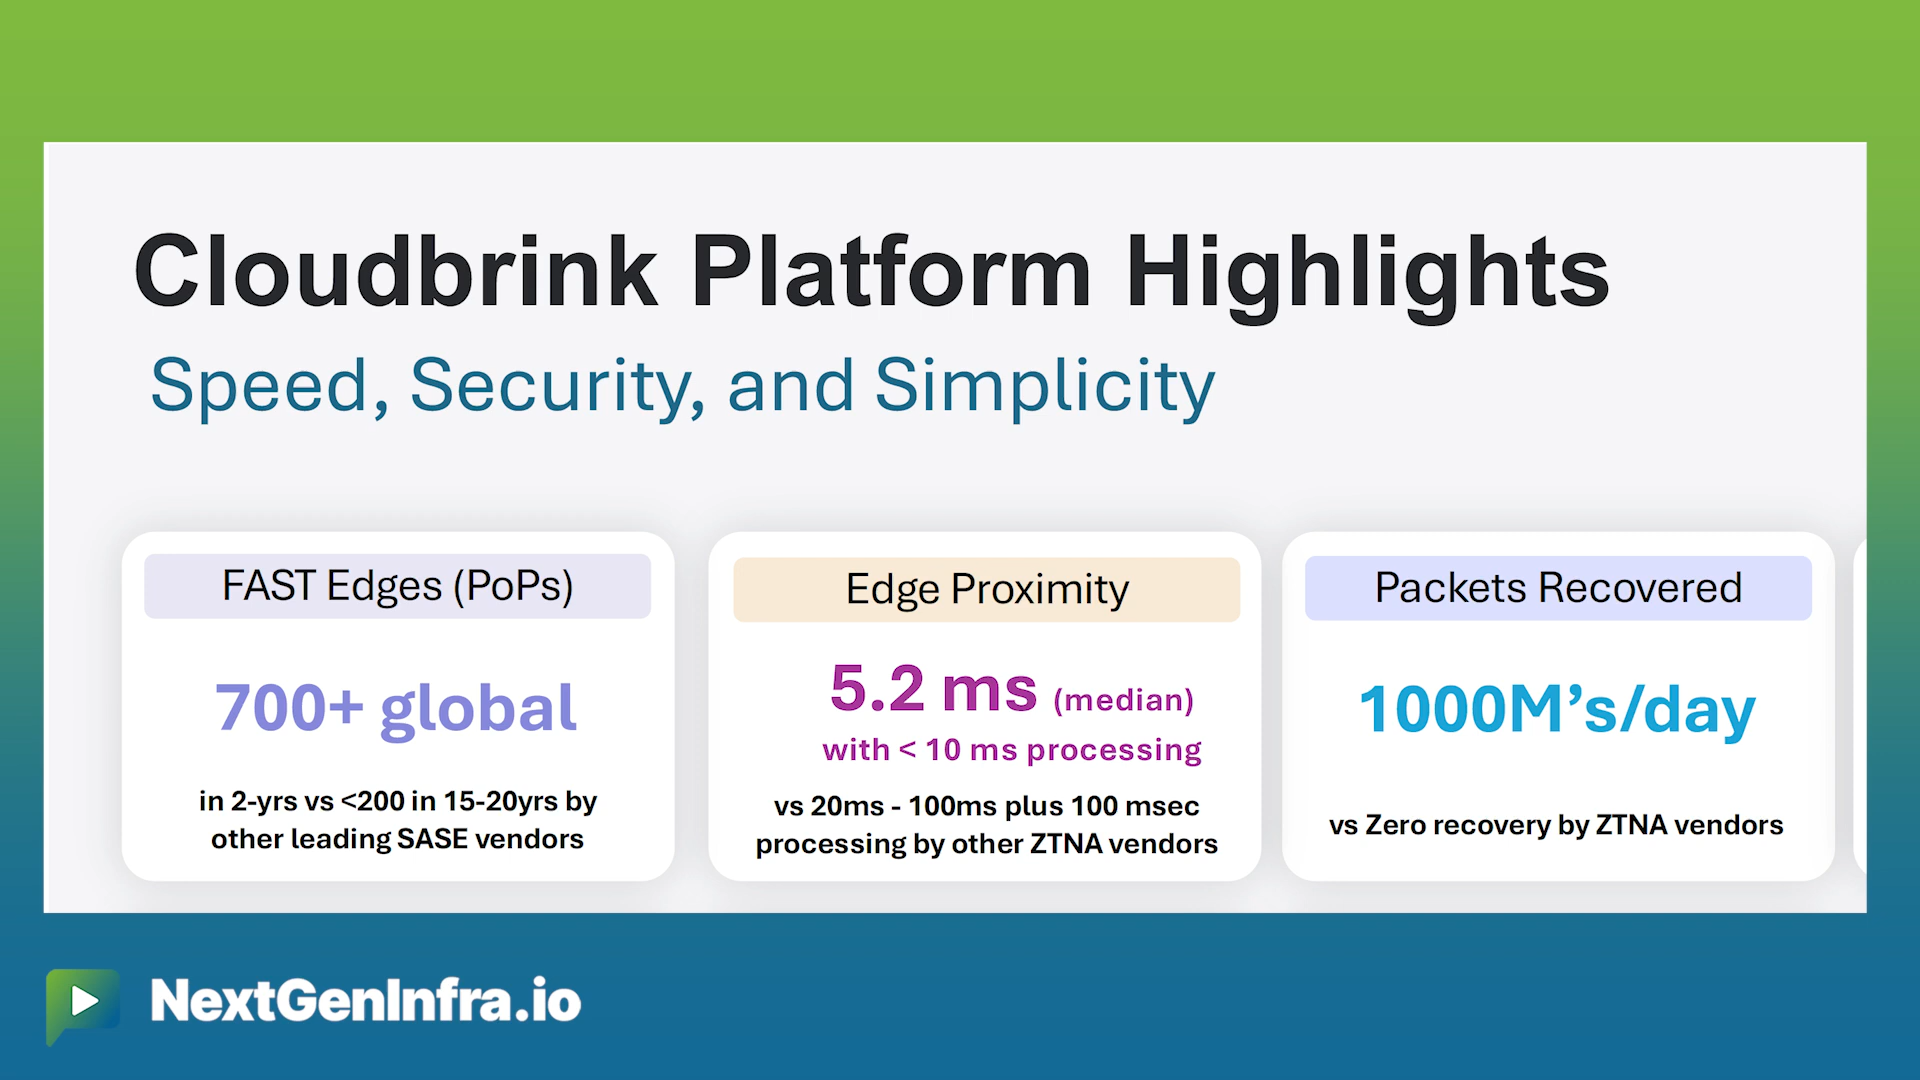 Cloudbrink Platform Highlights
Speed, Security, and Simplicity
FAST Edges (PoPs)
700+ global
in 2-yrs vs <200 in 15-20yrs by
other leading SASE vendors
Edge Proximity
5.2 ms (median)
with < 10 ms processing
vs 20ms - 100ms plus 100 msec
processing by other ZTNA vendors
Packets Recovered
1000M’s/day
vs Zero recovery by ZTNA vendors
NextGenInfra.io